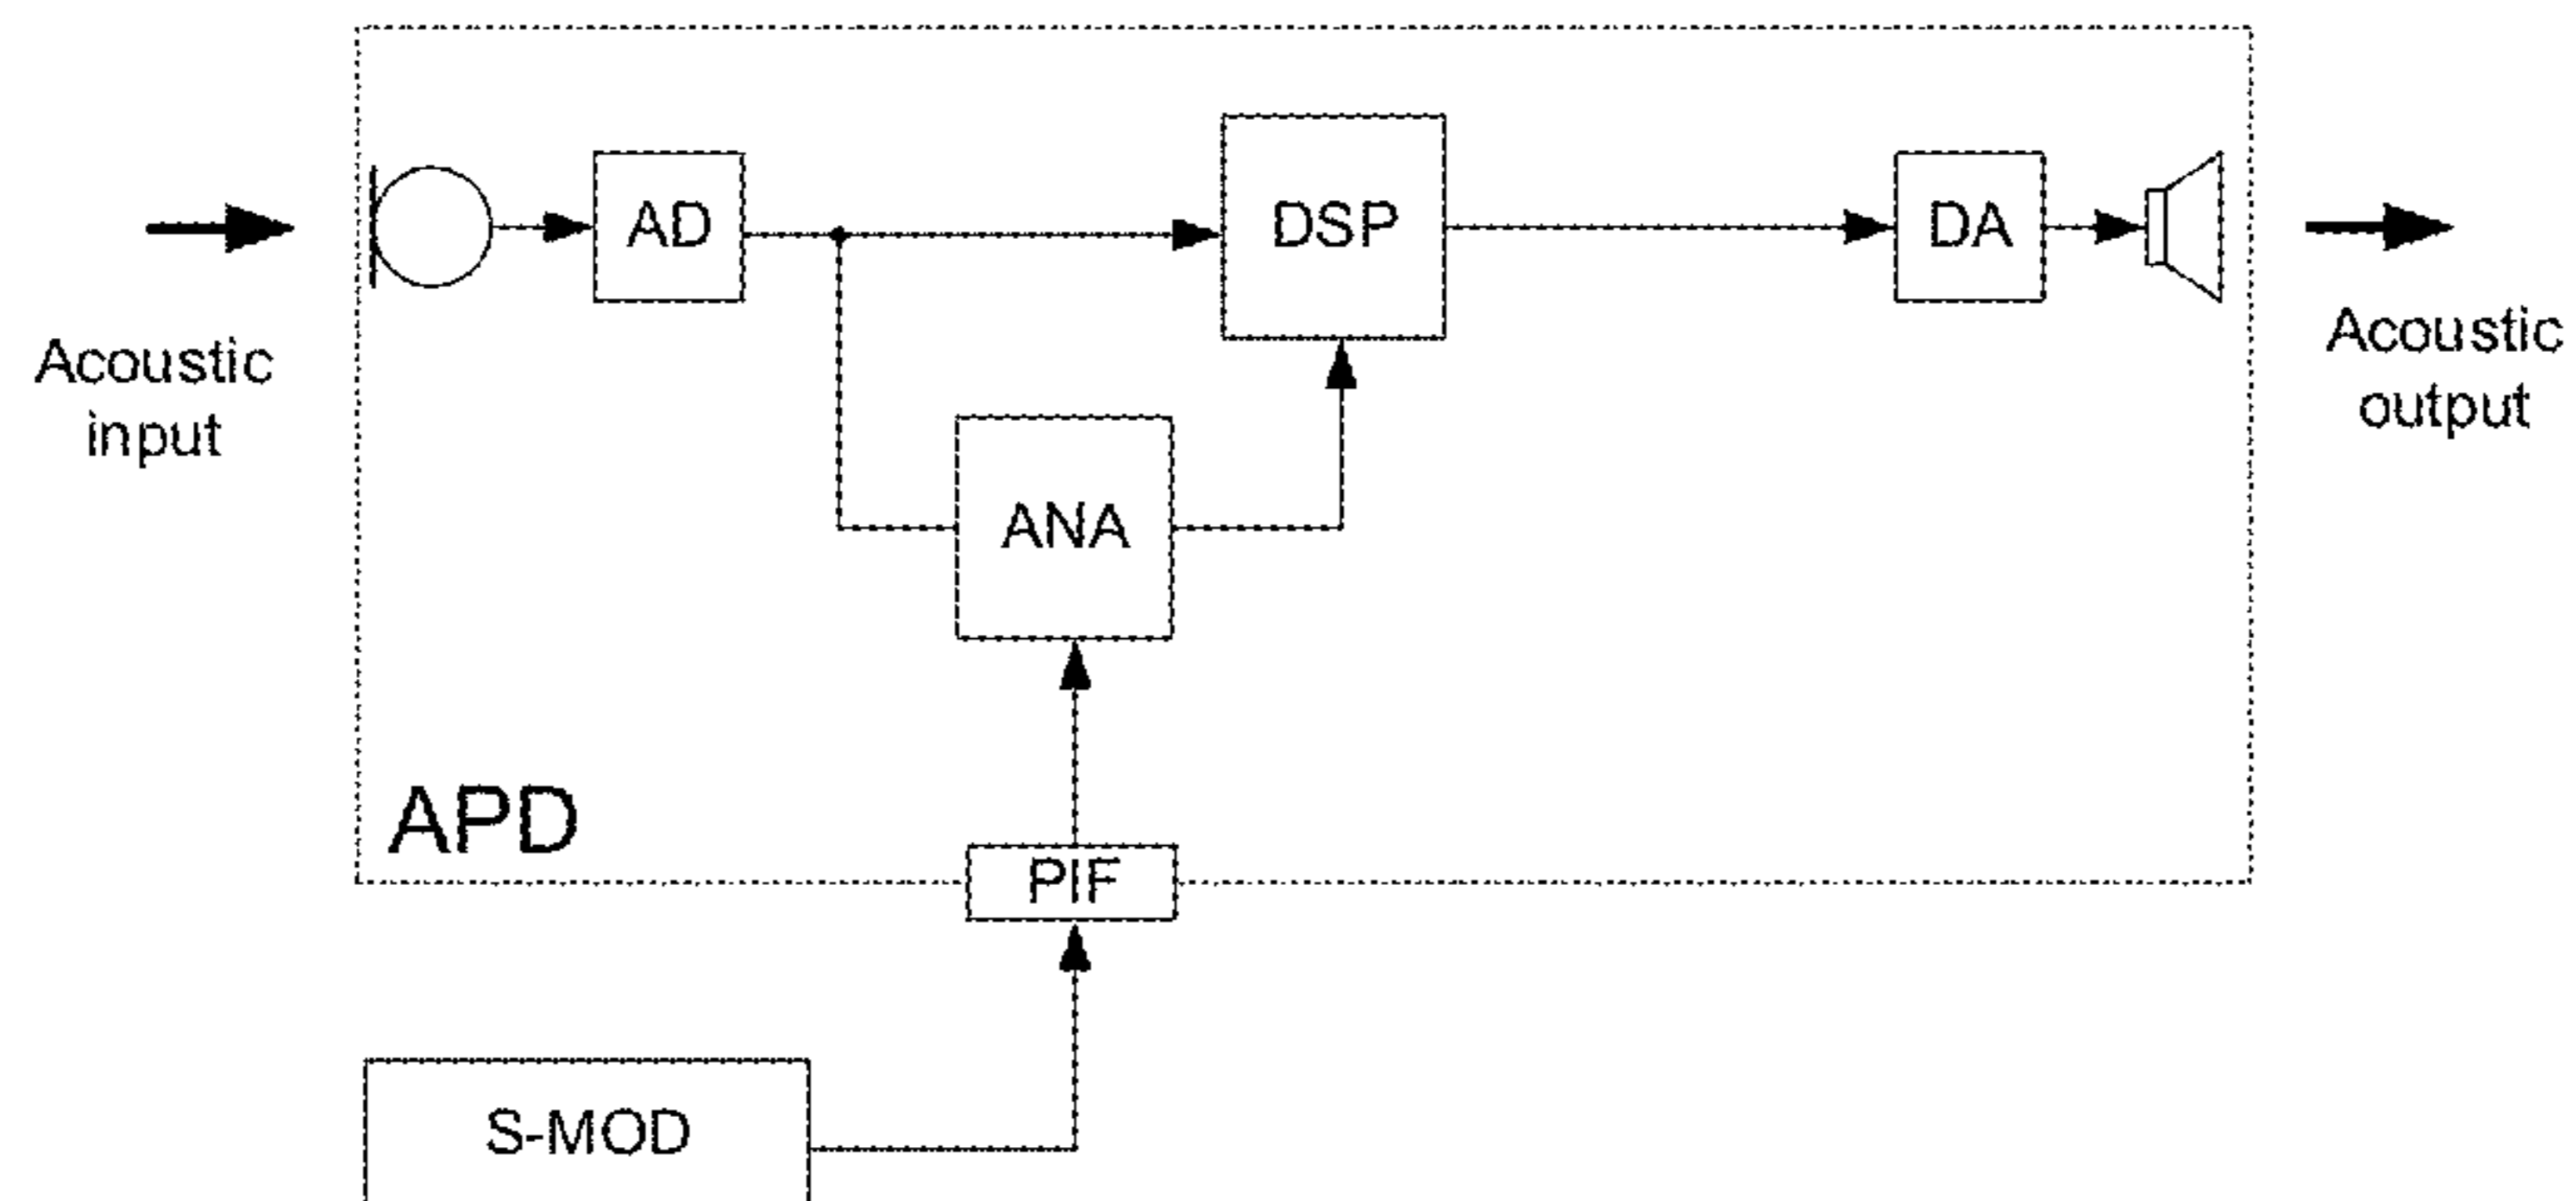 AD
DSP
DA
Acoustic
input
Acoustic
output
ANA
APD
PIF
S-MOD